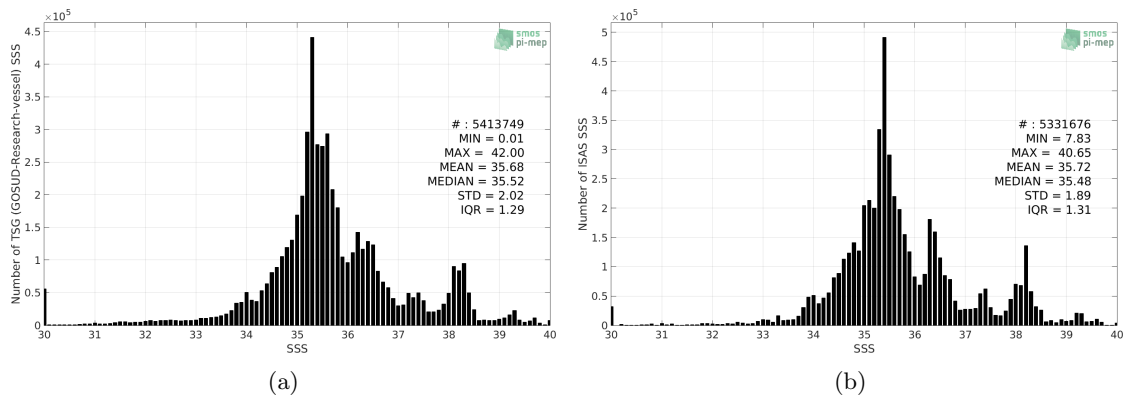 ×10⁵
4.5
4
3.5
3
2.5
2
1.5
1
0.5
0
Number of TSG (GOSUD-Research-vessel) SSS
smos
pi-mep
# : 5413749
MIN = 0.01
MAX = 42.00
MEAN = 35.68
MEDIAN = 35.52
STD = 2.02
IQR = 1.29
30 31 32 33 34 35 36 37 38 39 40
SSS
(a)
×10⁵
5
4.5
4
3.5
3
2.5
2
1.5
1
0.5
0
Number of ISAS SSS
smos
pi-mep
# : 5331676
MIN = 7.83
MAX = 40.65
MEAN = 35.72
MEDIAN = 35.48
STD = 1.89
IQR = 1.31
30 31 32 33 34 35 36 37 38 39 40
SSS
(b)